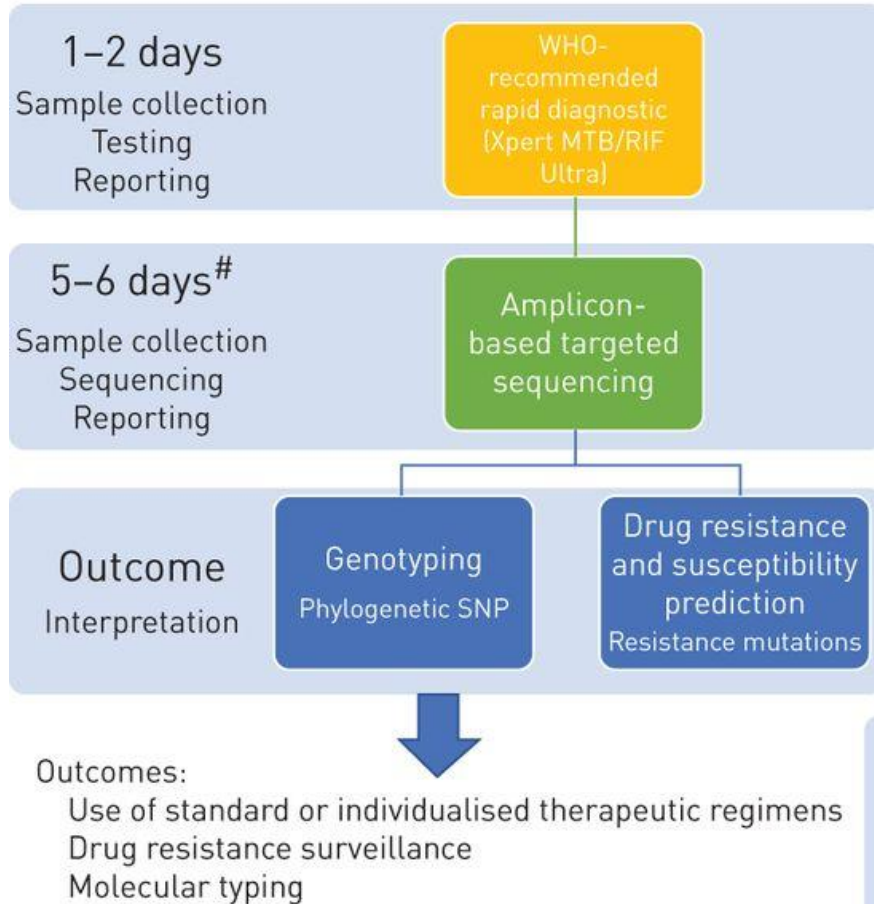 1–2 days
Sample collection
Testing
Reporting
WHO-
recommended
rapid diagnostic
(Xpert MTB/RIF
Ultra)
5–6 days#
Sample collection
Sequencing
Reporting
Amplicon-
based targeted
sequencing
Outcome
Interpretation
Genotyping
Phylogenetic SNP
Drug resistance
and susceptibility
prediction
Resistance mutations
Outcomes:
Use of standard or individualised therapeutic regimens
Drug resistance surveillance
Molecular typing